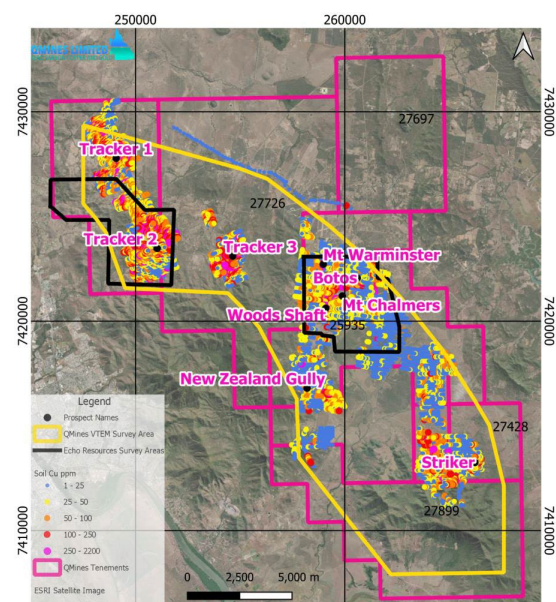 250000
260000
QMINES LIMITED
7430000
7430000
27697
Tracker 1
27726
Tracker 2
Tracker 3
Mt Warminster
Botos
Mt Chalmers
Woods Shaft
25935
7420000
7420000
New Zealand Gully
27428
Striker
27899
7410000
7410000
Legend
Prospect Names
QMines VTEM Survey Area
Echo Resources Survey Areas
Soil Cu ppm
1 - 25
25 - 50
50 - 100
100 - 250
250 - 2200
QMines Tenements
ESRI Satellite Image
0 2,500 5,000 m